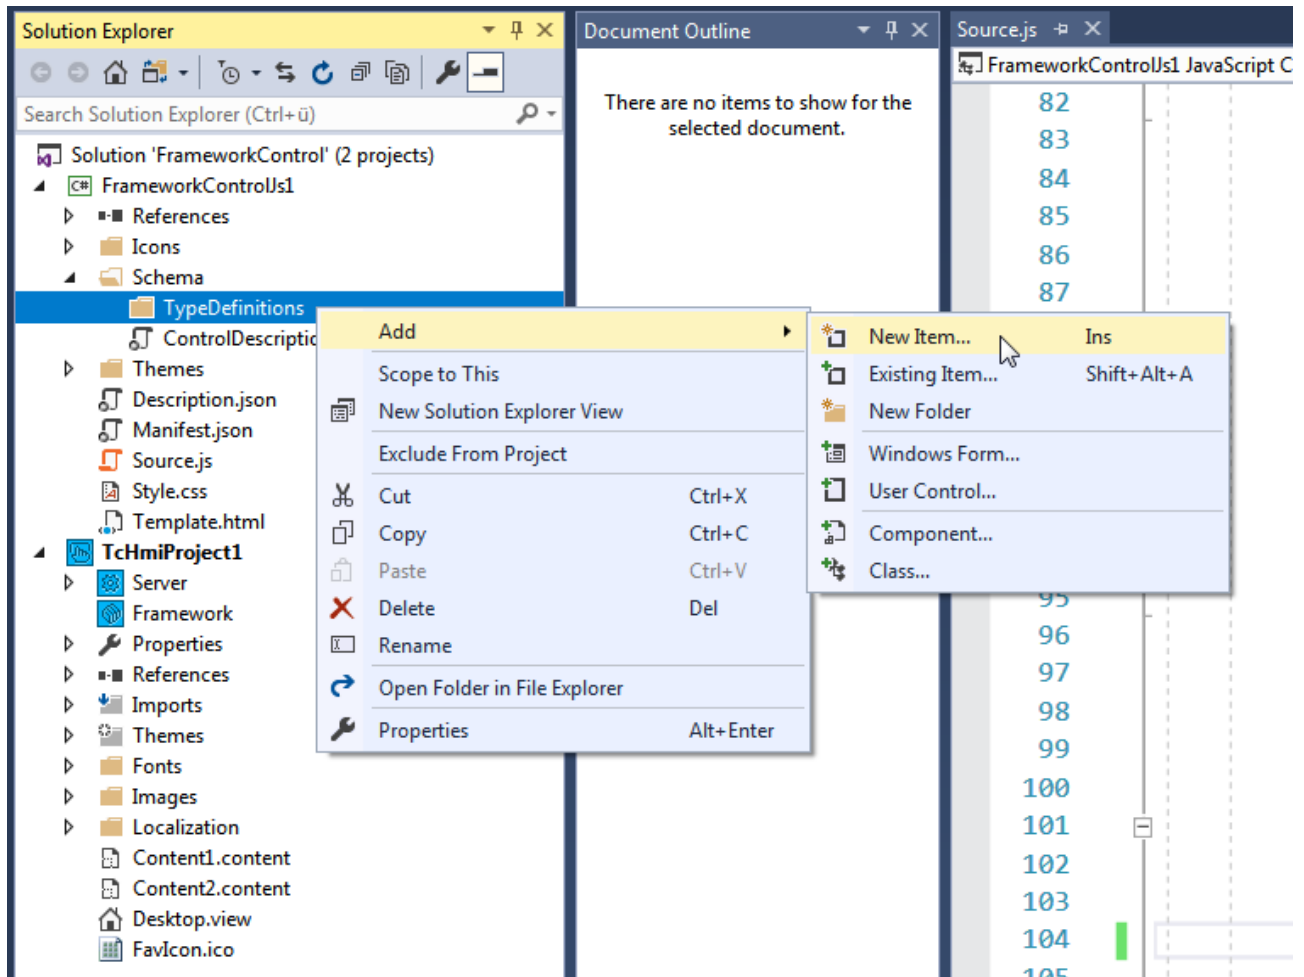 Solution Explorer
Search Solution Explorer (Ctrl+ü)
Solution 'FrameworkControl' (2 projects)
C# FrameworkControlJs1
References
Icons
Schema
TypeDefinitions
ControlDescriptio
Themes
Description.json
Manifest.json
Source.js
Style.css
Template.html
TcHmiProject1
Server
Framework
Properties
References
Imports
Themes
Fonts
Images
Localization
Content1.content
Content2.content
Desktop.view
FavIcon.ico
Add
Scope to This
New Solution Explorer View
Exclude From Project
Cut Ctrl+X
Copy Ctrl+C
Paste Ctrl+V
Delete Del
Rename
Open Folder in File Explorer
Properties Alt+Enter
New Item... Ins
Existing Item... Shift+Alt+A
New Folder
Windows Form...
User Control...
Component...
Class...
Document Outline
There are no items to show for the
selected document.
Source.js
FrameworkControlJs1 JavaScript C
82
83
84
85
86
87
95
96
97
98
99
100
101
102
103
104
105